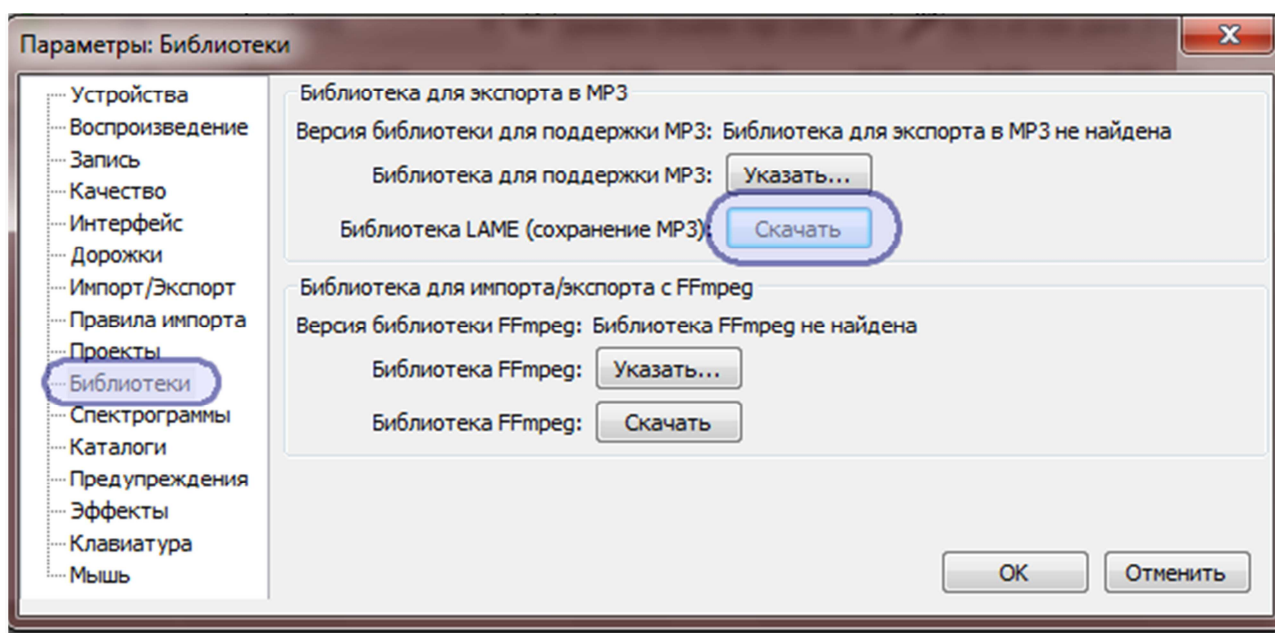 Параметры: Библиотеки
X
Устройства
Воспроизведение
Запись
Качество
Интерфейс
Дорожки
Импорт/Экспорт
Правила импорта
Проекты
Библиотеки
Спектрограммы
Каталоги
Предупреждения
Эффекты
Клавиатура
Мышь
Библиотека для экспорта в MP3
Версия библиотеки для поддержки MP3: Библиотека для экспорта в MP3 не найдена
Библиотека для поддержки MP3: Указать...
Библиотека LAME (сохранение MP3): Скачать
Библиотека для импорта/экспорта с FFmpeg
Версия библиотеки FFmpeg: Библиотека FFmpeg не найдена
Библиотека FFmpeg: Указать...
Библиотека FFmpeg: Скачать
OK Отменить